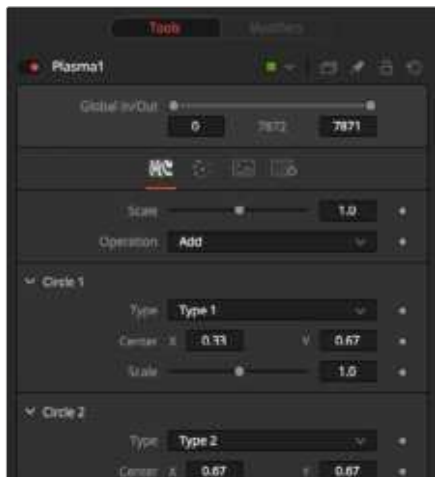 Tools Modifiers
Plasma1
Global In/Out
0 7872 7871
Scale 1.0
Operation Add
Circle 1
Type Type 1
Center X 0.33 Y 0.67
Scale 1.0
Circle 2
Type Type 2
Center X 0.67 Y 0.67